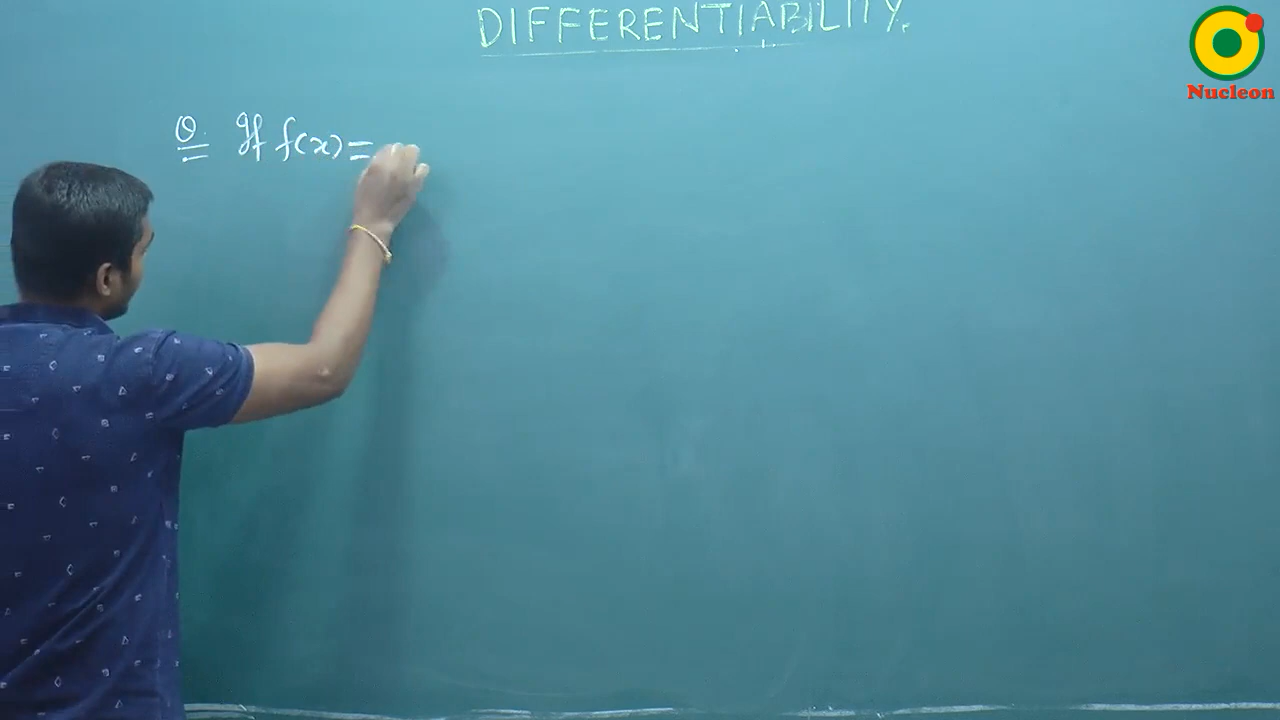 DIFFERENTIABILITY.
Nucleon
Q. If f(x) =